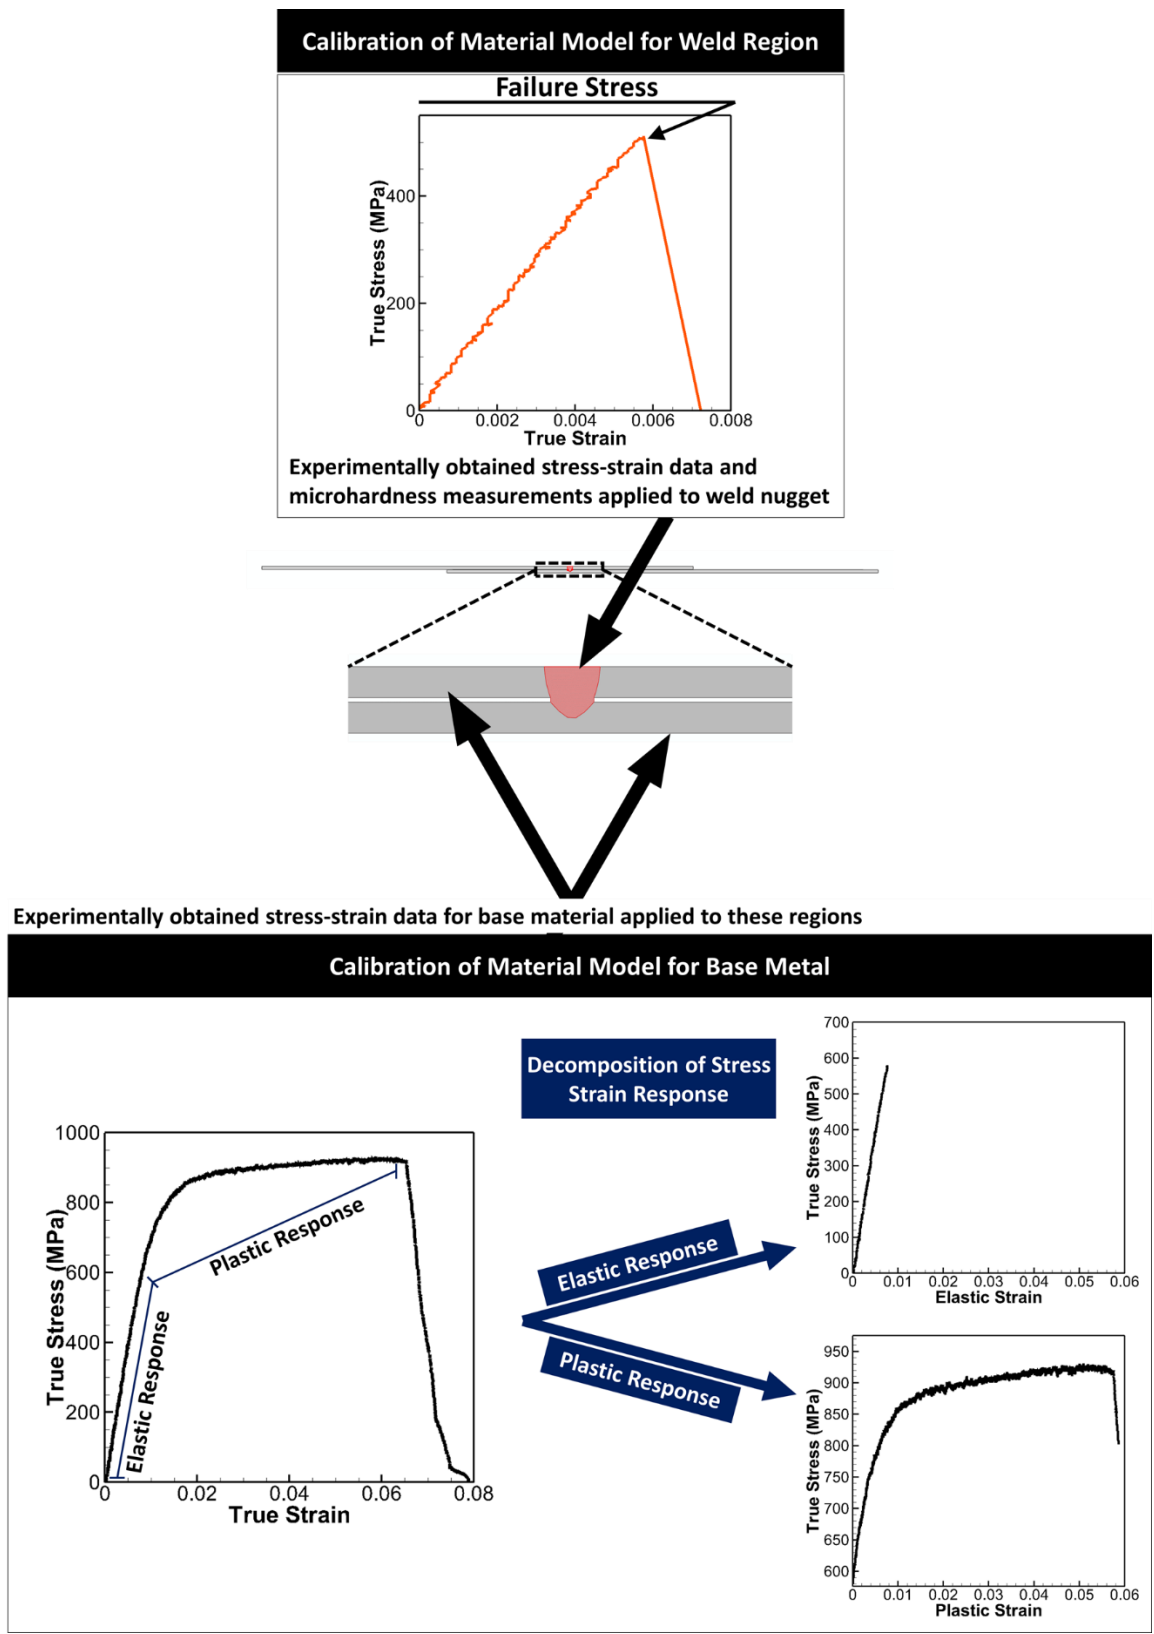 Calibration of Material Model for Weld Region
Failure Stress
True Stress (MPa)
400
200
0
0
0.002
0.004
0.006
0.008
True Strain
Experimentally obtained stress-strain data and
microhardness measurements applied to weld nugget
Experimentally obtained stress-strain data for base material applied to these regions
Calibration of Material Model for Base Metal
True Stress (MPa)
1000
800
600
400
200
0
0
0.02
0.04
0.06
0.08
True Strain
Elastic Response
Plastic Response
Decomposition of Stress
Strain Response
Elastic Response
Plastic Response
True Stress (MPa)
700
600
500
400
300
200
100
0
0
0.01
0.02
0.03
0.04
0.05
0.06
Elastic Strain
True Stress (MPa)
950
900
850
800
750
700
650
600
0
0.01
0.02
0.03
0.04
0.05
0.06
Plastic Strain